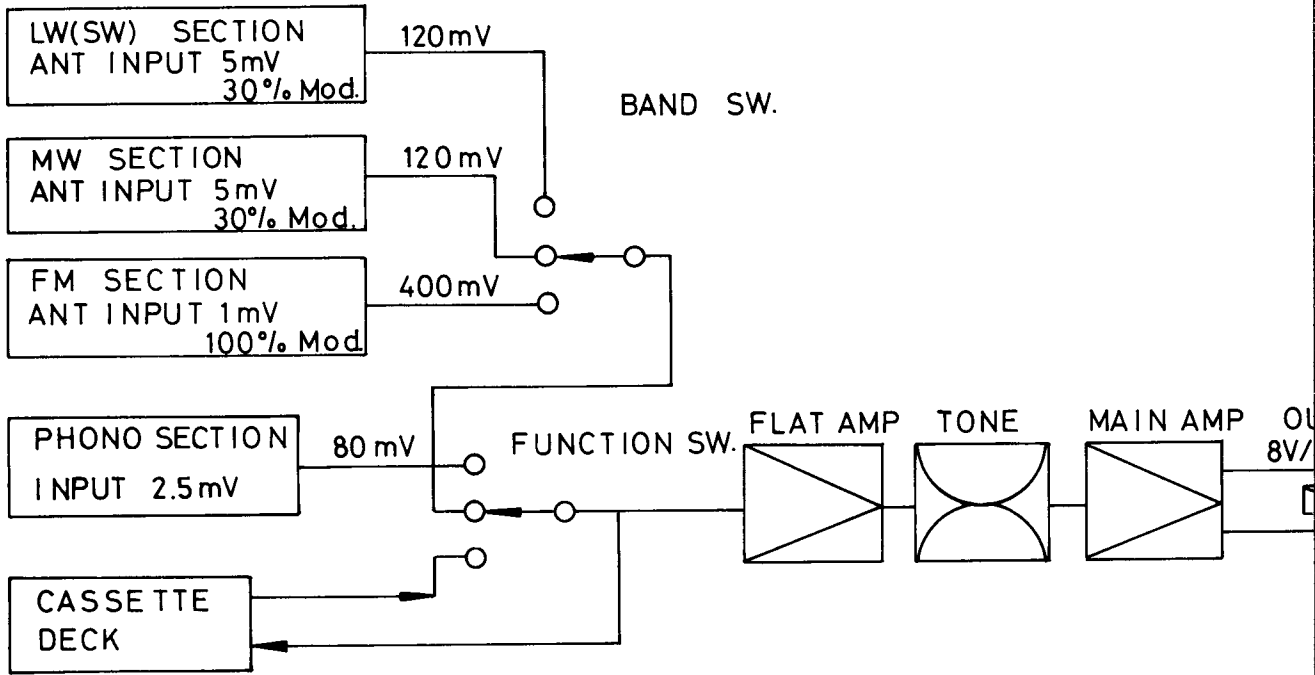 LW(SW) SECTION
ANT INPUT 5mV
30% Mod.
120mV
BAND SW.
MW SECTION
ANT INPUT 5mV
30% Mod.
120mV
FM SECTION
ANT INPUT 1mV
100% Mod
400mV
PHONO SECTION
INPUT 2.5mV
80mV
FUNCTION SW.
FLAT AMP
TONE
MAIN AMP
8V/
CASSETTE
DECK